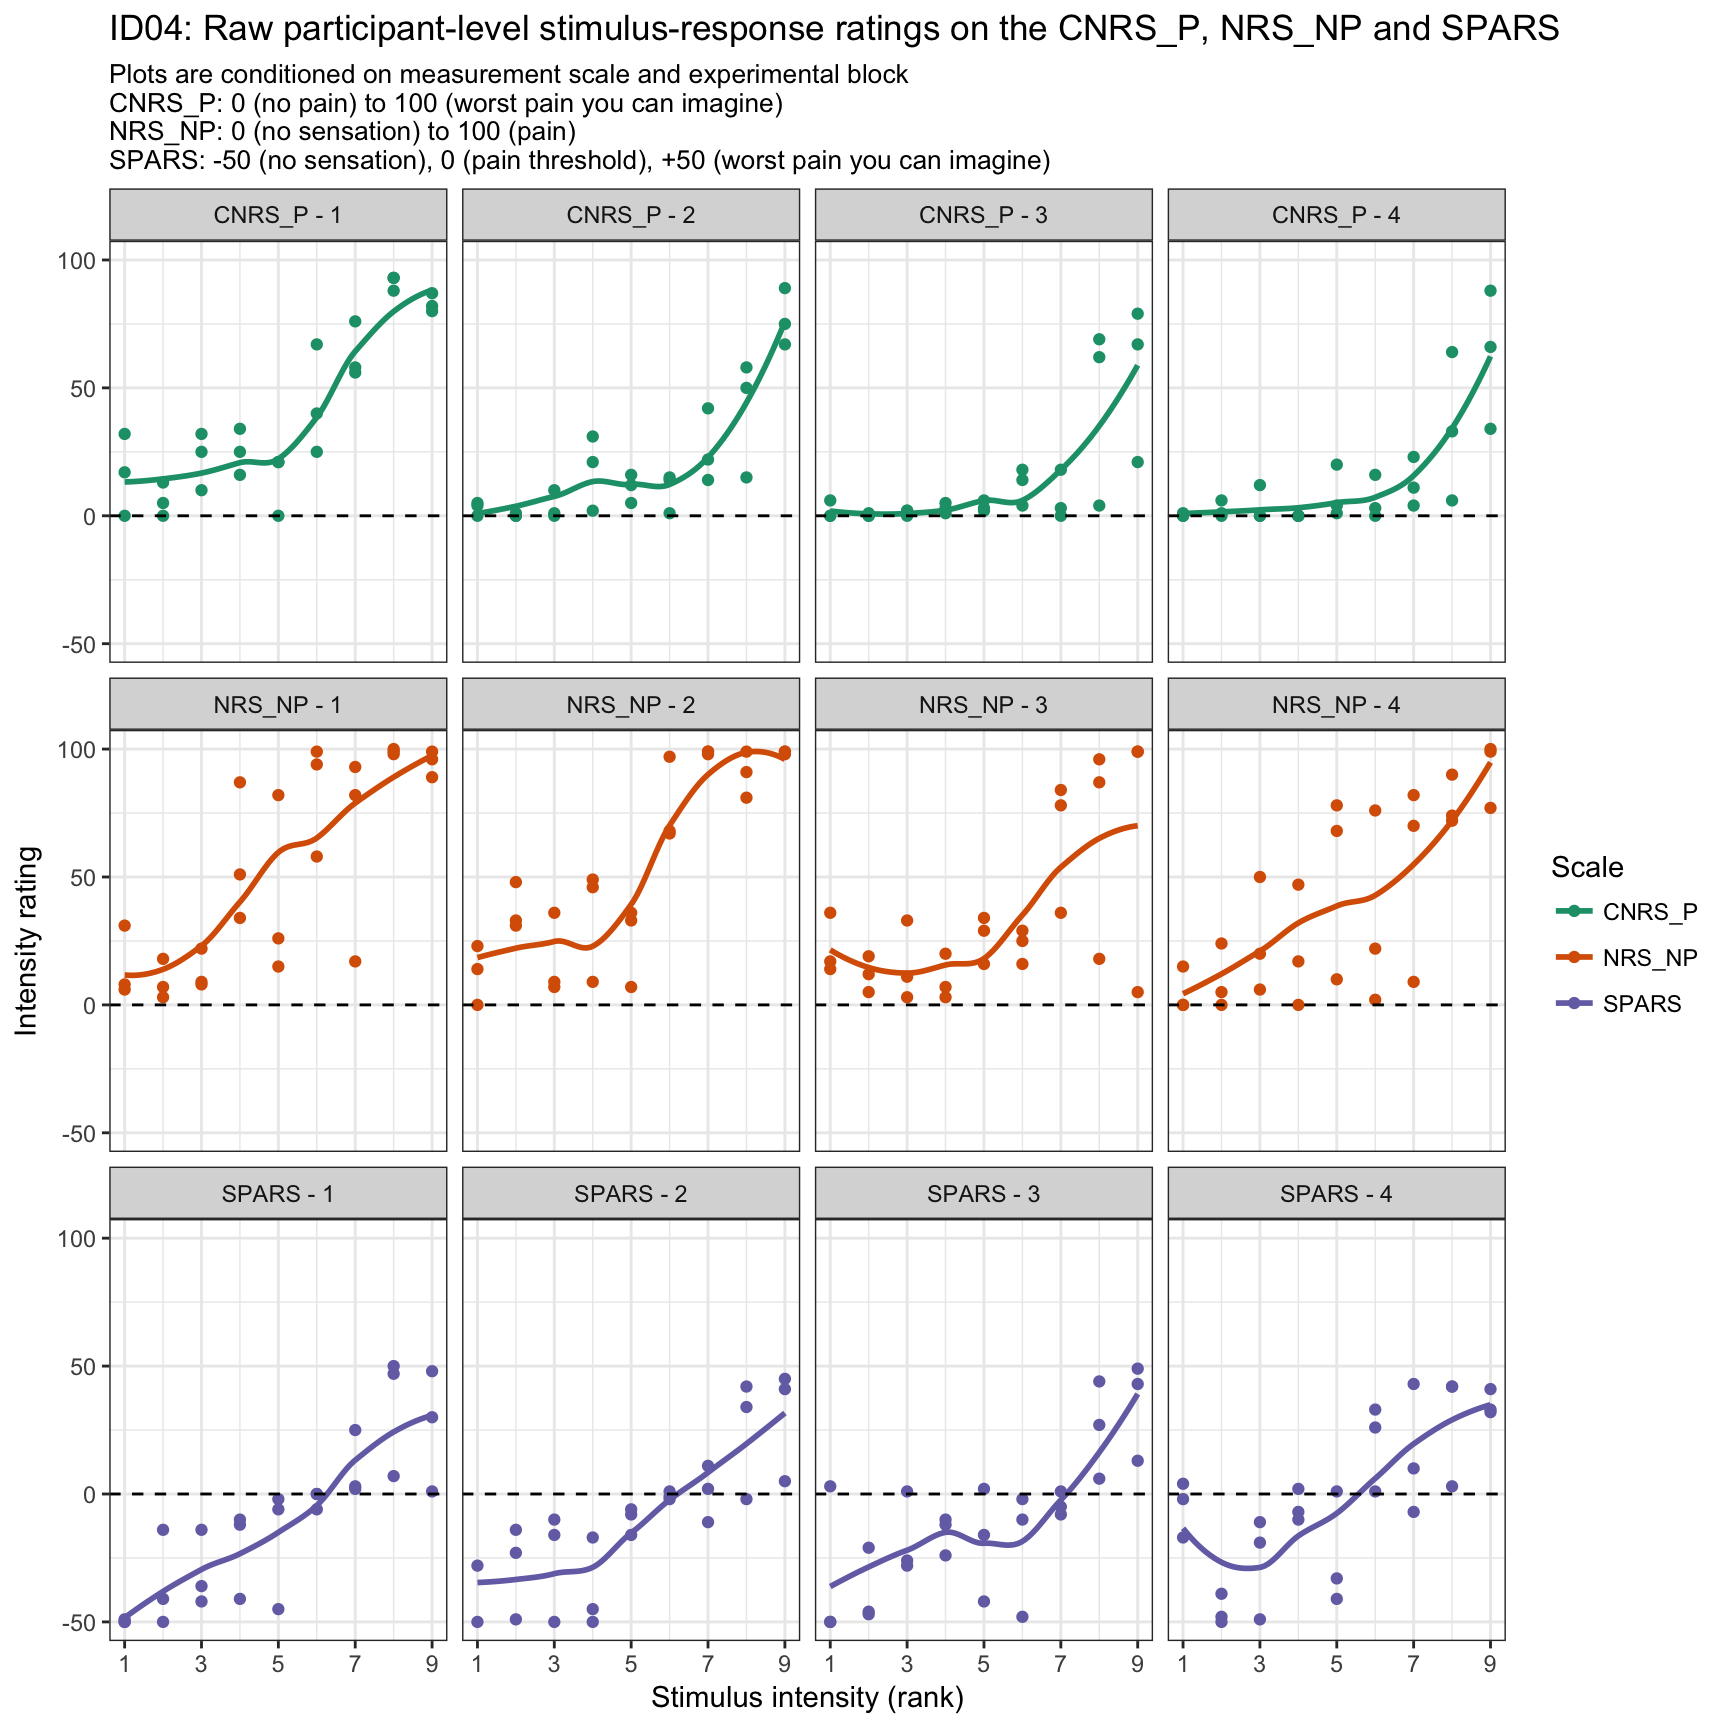 ID04: Raw participant-level stimulus-response ratings on the CNRS_P, NRS_NP and SPARS
Plots are conditioned on measurement scale and experimental block
CNRS_P: 0 (no pain) to 100 (worst pain you can imagine)
NRS_NP: 0 (no sensation) to 100 (pain)
SPARS: -50 (no sensation), 0 (pain threshold), +50 (worst pain you can imagine)
CNRS_P - 1 CNRS_P - 2 CNRS_P - 3 CNRS_P - 4
100
50
0
-50
NRS_NP - 1 NRS_NP - 2 NRS_NP - 3 NRS_NP - 4
100
50
0
-50
SPARS - 1 SPARS - 2 SPARS - 3 SPARS - 4
100
50
0
-50
1 3 5 7 9 1 3 5 7 9 1 3 5 7 9 1 3 5 7 9
Stimulus intensity (rank)
Intensity rating
Scale
CNRS_P
NRS_NP
SPARS